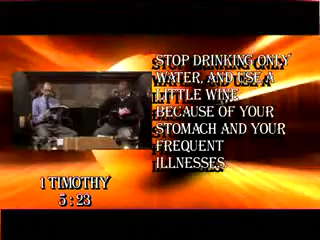 STOP DRINKING ONLY
WATER, AND USE A
LITTLE WINE
BECAUSE OF YOUR
STOMACH AND YOUR
FREQUENT
ILLNESSES
1 TIMOTHY
5 : 23